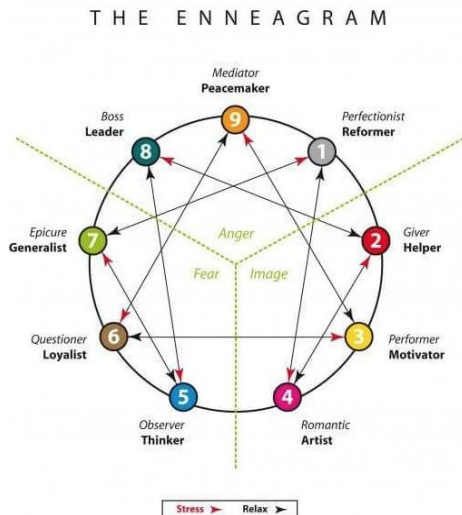 THE ENNEAGRAM
Mediator
Peacemaker
9
Boss
Leader
8
Perfectionist
Reformer
1
Epicure
Generalist
7
Giver
Helper
2
Anger
Fear
Image
Questioner
Loyalist
6
Performer
Motivator
3
Observer
Thinker
5
Romantic
Artist
4
Stress Relax